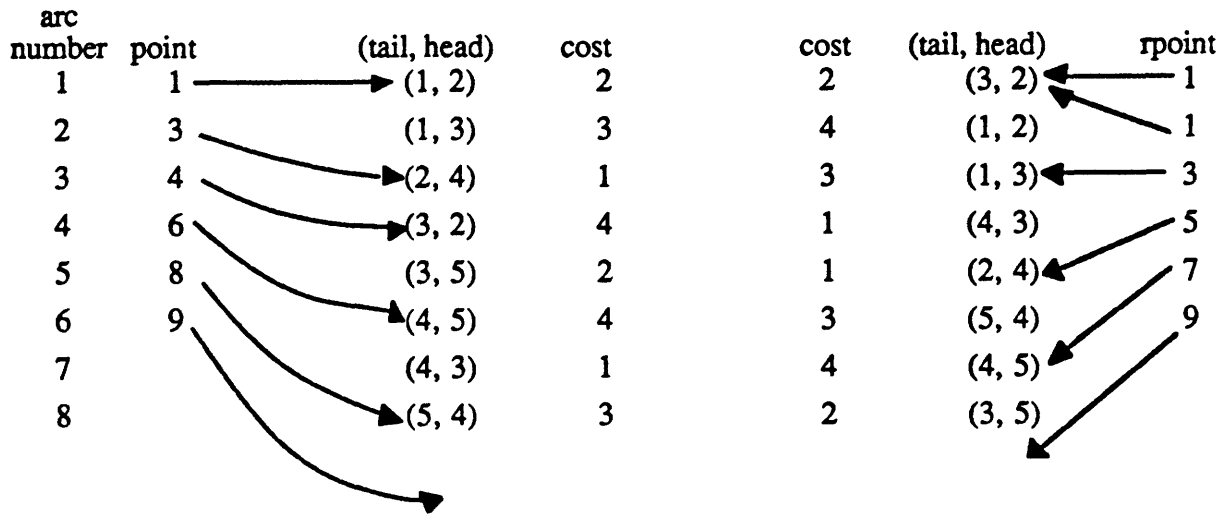 arc
number point (tail, head) cost cost (tail, head) rpoint
1 1 (1, 2) 2 2 (3, 2) 1
2 3 (1, 3) 3 4 (1, 2) 1
3 4 (2, 4) 1 3 (1, 3) 3
4 6 (3, 2) 4 1 (4, 3) 5
5 8 (3, 5) 2 1 (2, 4) 7
6 9 (4, 5) 4 3 (5, 4) 9
7 (4, 3) 1 4 (4, 5)
8 (5, 4) 3 2 (3, 5)